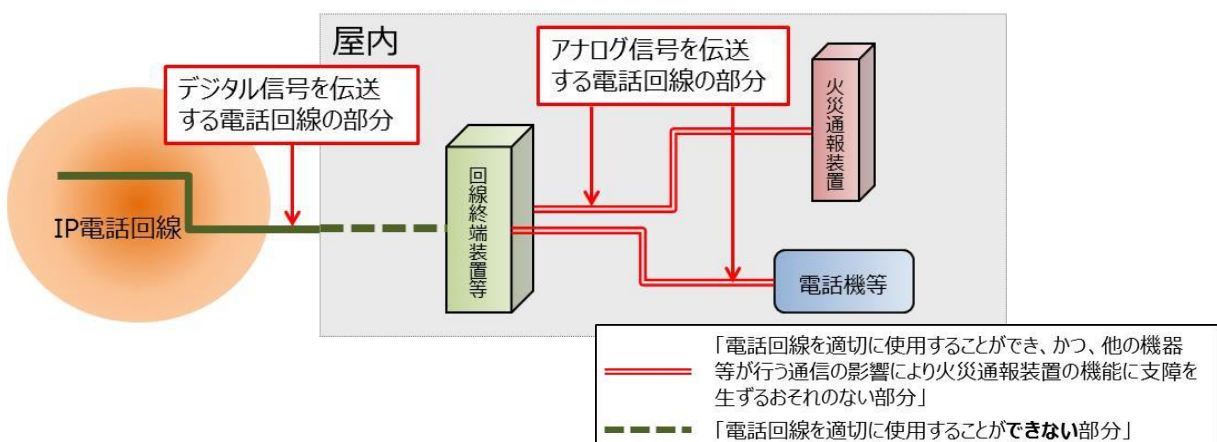 屋内
デジタル信号を伝送
する電話回線の部分
アナログ信号を伝送
する電話回線の部分
火災通報装置
回線終端装置等
IP電話回線
電話機等
「電話回線を適切に使用することができ、かつ、他の機器
等が行う通信の影響により火災通報装置の機能に支障を
生ずるおそれのない部分」
「電話回線を適切に使用することができない部分」